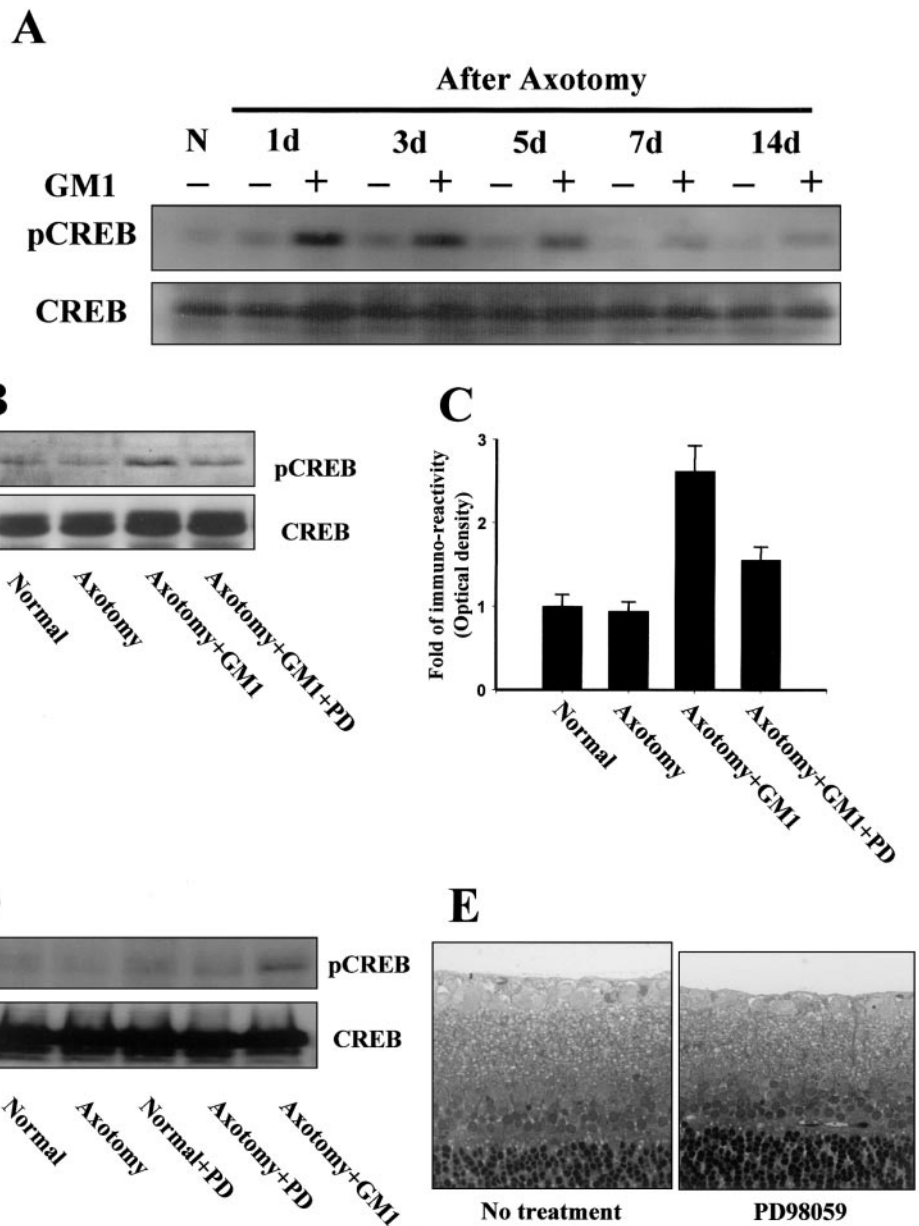 A
After Axotomy
N 1d 3d 5d 7d 14d
GM1 – – + – + – + – + – +
pCREB
CREB
pCREB
CREB
Normal
Axotomy
Axotomy+GM1
Axotomy+GM1+PD
C
Fold of immuno-reactivity
(Optical density)
3
2
1
0
Normal
Axotomy
Axotomy+GM1
Axotomy+GM1+PD
pCREB
CREB
Normal
Axotomy
Normal+PD
Axotomy+PD
Axotomy+GM1
E
No treatment
PD98059